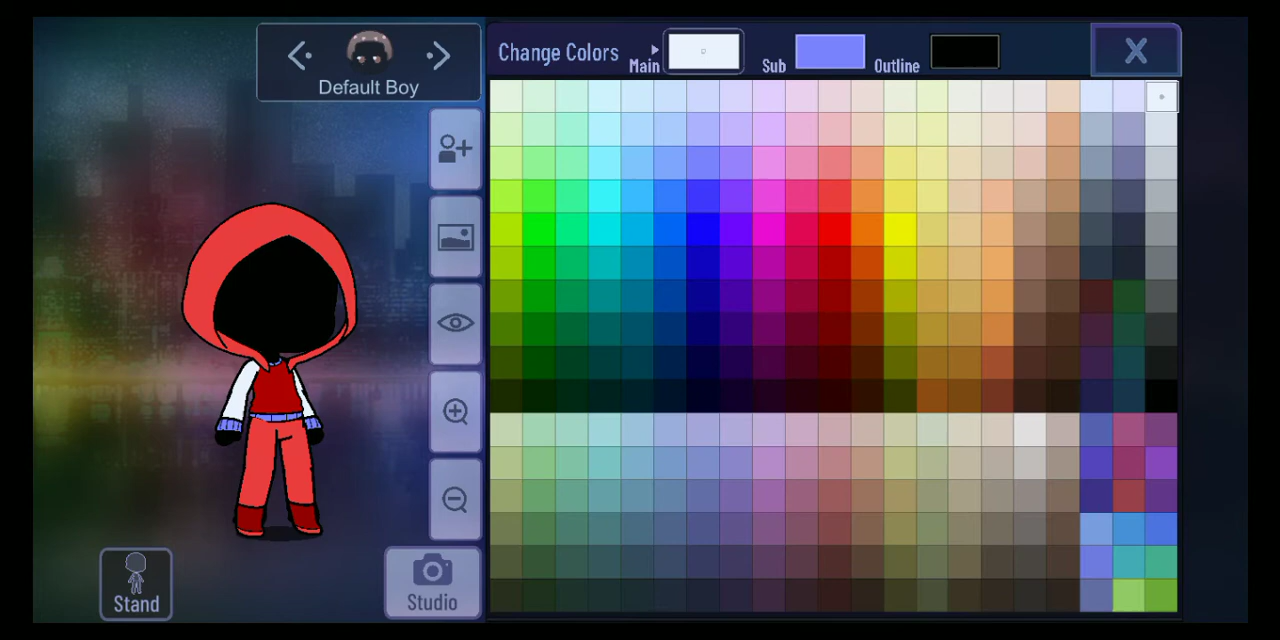 Default Boy
Change Colors
Main
Sub
Outline
X
Stand
Studio